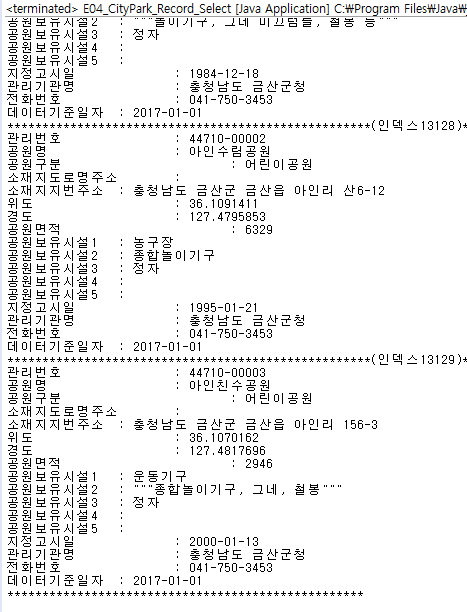 <terminated> E04_CityPark_Record_Select [Java Application] C:\Program Files\Java\
공원보유시설2 : """놀이기구, 그네 미끄럼틀, 철봉 등"""
공원보유시설3 : 정자
공원보유시설4 :
공원보유시설5 :
지정고시일 : 1984-12-18
관리기관명 : 충청남도 금산군청
전화번호 : 041-750-3453
데이터기준일자 : 2017-01-01
****************************************************(인덱스13128)*
관리번호 : 44710-00002
공원명 : 아인수림공원
공원구분 : 어린이공원
소재지도로명주소 :
소재지지번주소 : 충청남도 금산군 금산읍 아인리 산6-12
위도 : 36.1091411
경도 : 127.4795853
공원면적 : 6329
공원보유시설1 : 농구장
공원보유시설2 : 종합놀이기구
공원보유시설3 : 정자
공원보유시설4 :
공원보유시설5 :
지정고시일 : 1995-01-21
관리기관명 : 충청남도 금산군청
전화번호 : 041-750-3453
데이터기준일자 : 2017-01-01
****************************************************(인덱스13129)*
관리번호 : 44710-00003
공원명 : 아인친수공원
공원구분 : 어린이공원
소재지도로명주소 :
소재지지번주소 : 충청남도 금산군 금산읍 아인리 156-3
위도 : 36.1070162
경도 : 127.4817696
공원면적 : 2946
공원보유시설1 : 운동기구
공원보유시설2 : """종합놀이기구, 그네, 철봉"""
공원보유시설3 : 정자
공원보유시설4 :
공원보유시설5 :
지정고시일 : 2000-01-13
관리기관명 : 충청남도 금산군청
전화번호 : 041-750-3453
데이터기준일자 : 2017-01-01
***************************************************